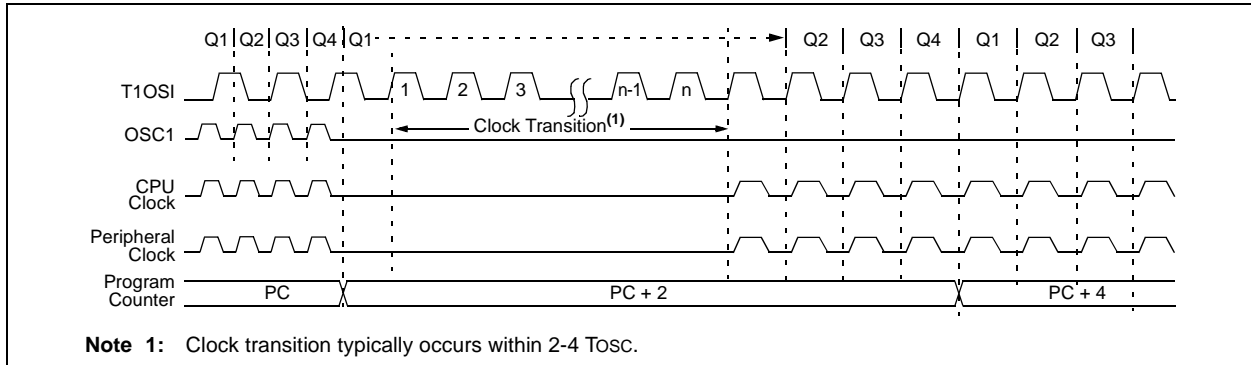 Q1 Q2 Q3 Q4 Q1 Q2 Q3 Q4 Q1 Q2 Q3
T1OSI 1 2 3 n-1 n
OSC1 Clock Transition(1)
CPU
Clock
Peripheral
Clock
Program
Counter
PC PC + 2 PC + 4
Note 1: Clock transition typically occurs within 2-4 TOSC.